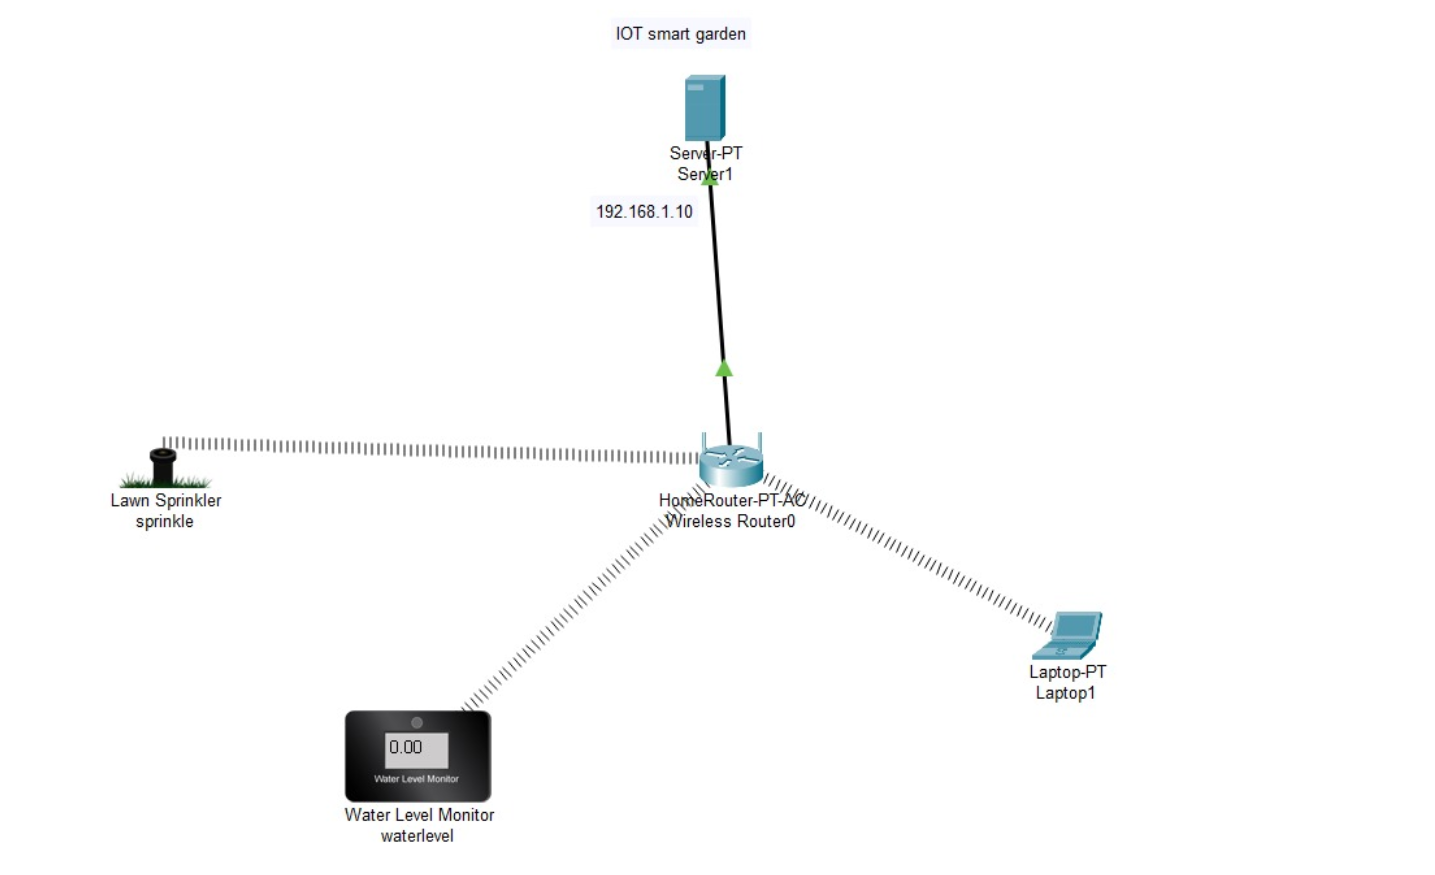 IOT smart garden
Server-PT
Server1
192.168.1.10
Lawn Sprinkler
sprinkle
HomeRouter-PT-AC
Wireless Router0
Laptop-PT
Laptop1
0.00
Water Level Monitor
Water Level Monitor
waterlevel